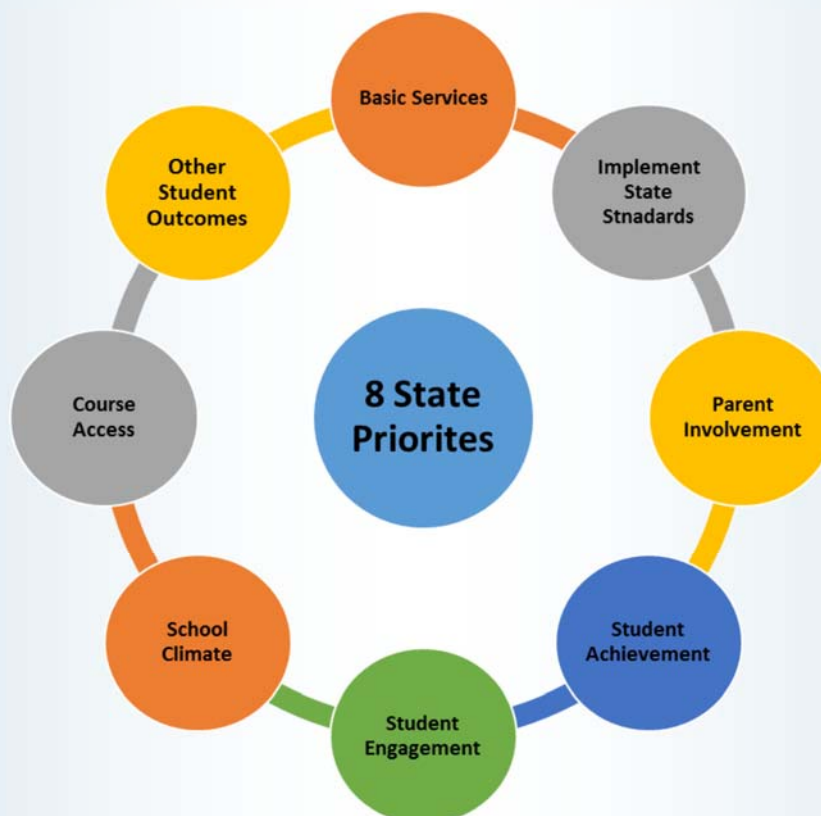 Basic Services
Implement
State
Stnadards
Parent
Involvement
Student
Achievement
Student
Engagement
School
Climate
Course
Access
Other
Student
Outcomes
8 State
Priorites